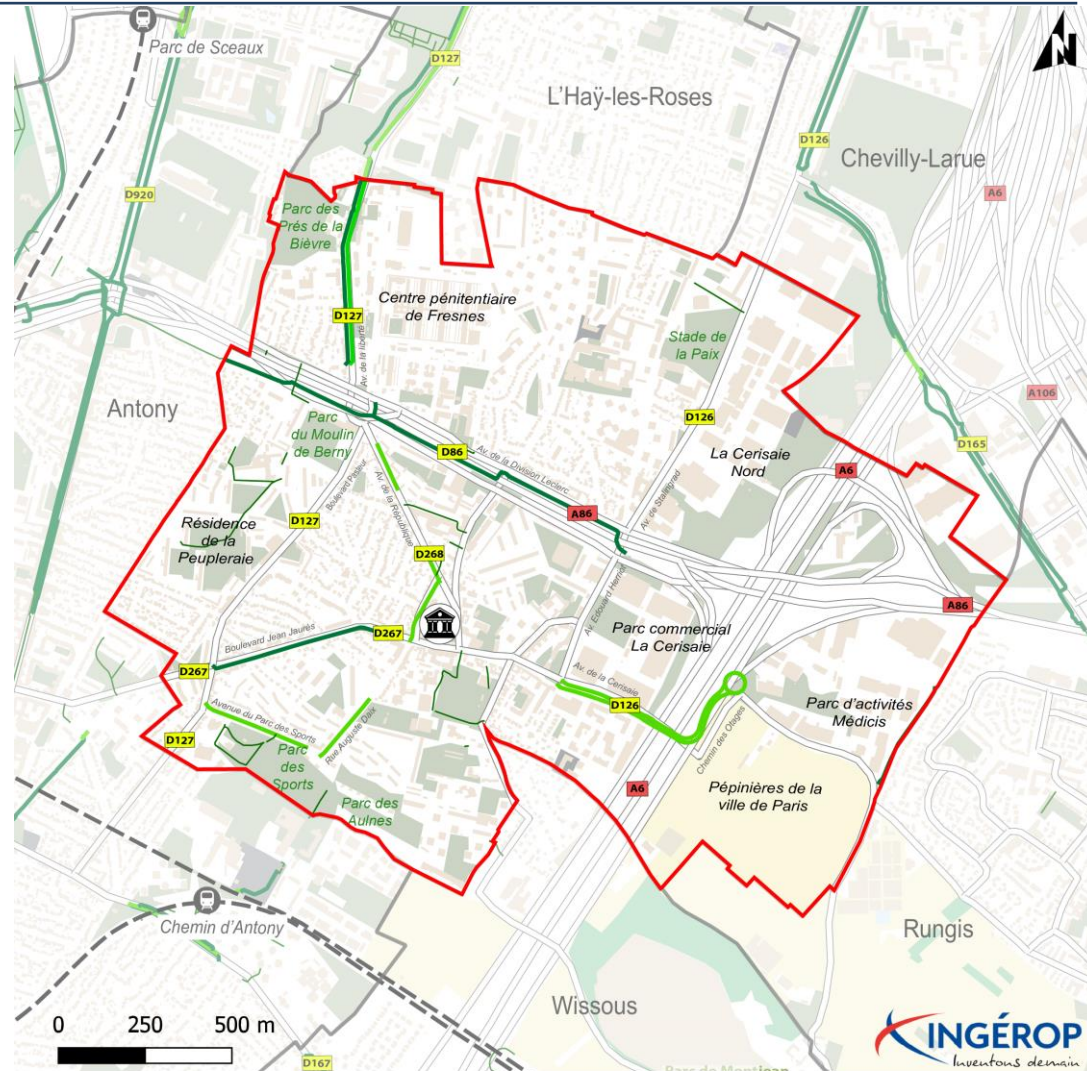 Parc de Sceaux
D127
N
L'Haÿ-les-Roses
D126
Chevilly-Larue
D920
A6
Parc des
Prés de la
Bièvre
Centre pénitentiaire
de Fresnes
D127
Av. de la liberté
Stade de
la Paix
A106
Antony
Parc
du Moulin
de Berny
D126
D165
D86
Av. de la Division Leclerc
La Cerisaie
Nord
A6
Boulevard Pasteur
Av. de la République
Av. de Stalingrad
A86
D127
Résidence
de la
Peupleraie
D268
Av. Edouard Herriot
A86
Parc commercial
La Cerisaie
Boulevard Jean Jaurès
D267
D267
Av. de la Cerisaie
D126
Parc d'activités
Médicis
Avenue du Parc des Sports
Rue Auguste Daix
Chemin des Otages
D127
Parc
des
Sports
Parc des
Aulnes
A6
Pépinières de la
ville de Paris
Chemin d'Antony
Rungis
Wissous
0 250 500 m
D167
Parc de Montjean
INGÉROP
Inventons demain